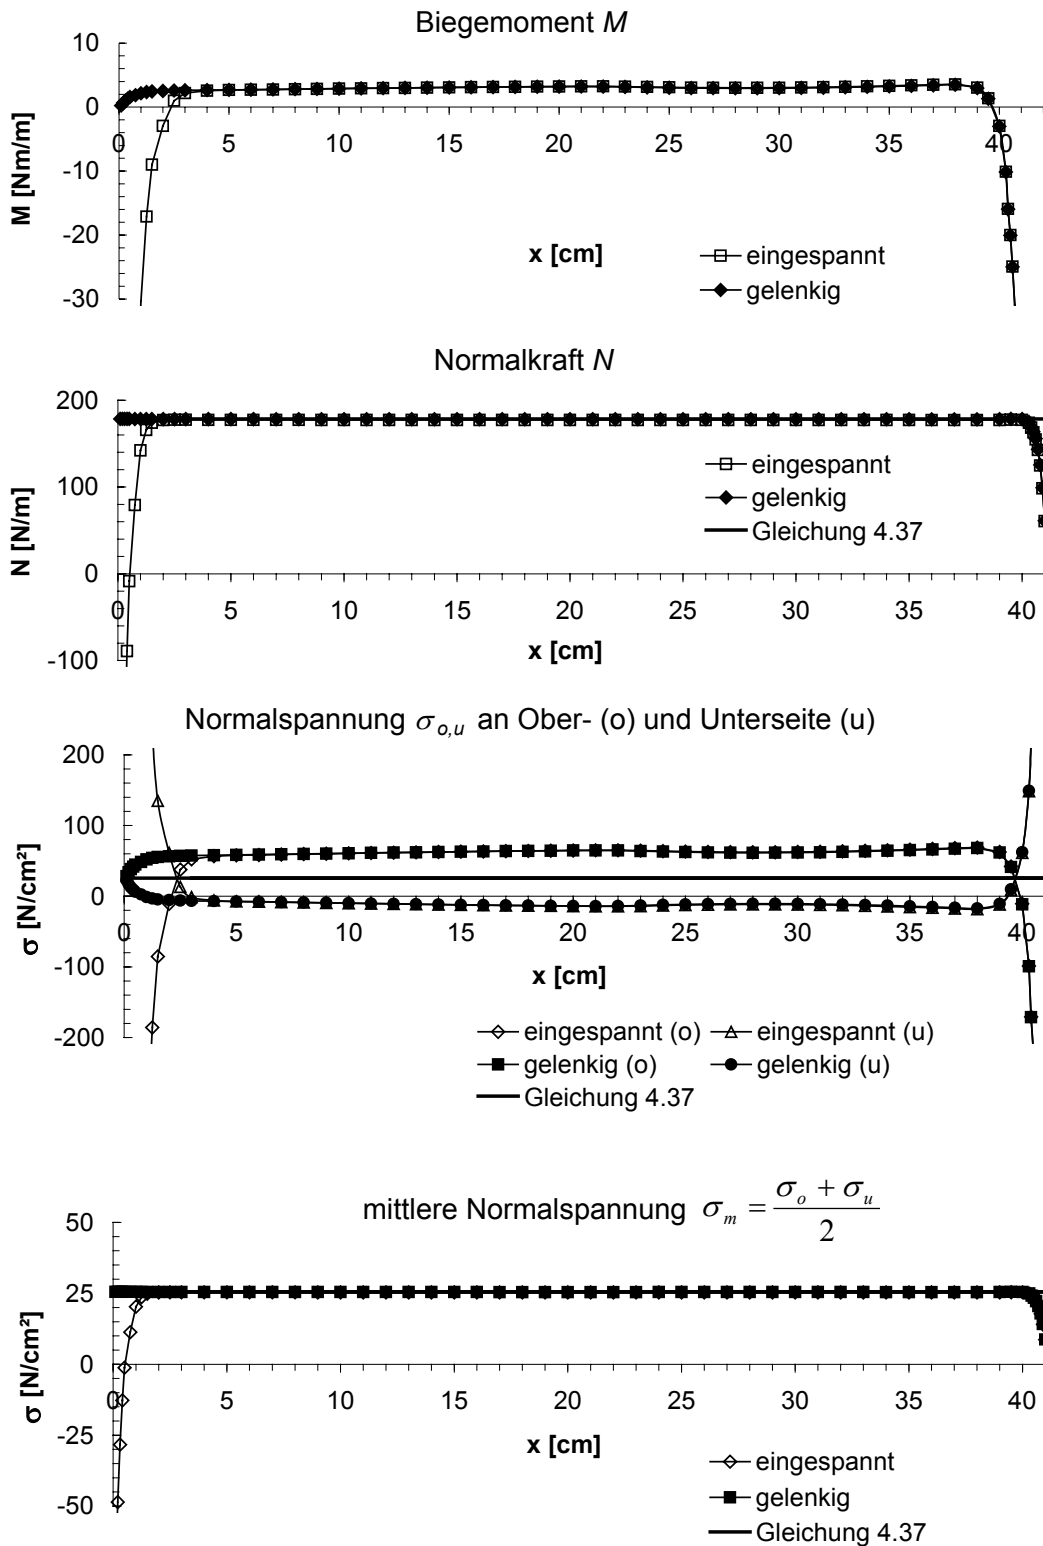 Biegemoment M
10
0
-10
-20
-30
M [Nm/m]
0 5 10 15 20 25 30 35 40
x [cm]
eingespannt
gelenkig
Normalkraft N
200
100
0
-100
N [N/m]
0 5 10 15 20 25 30 35 40
x [cm]
eingespannt
gelenkig
Gleichung 4.37
Normalspannung σo,u an Ober- (o) und Unterseite (u)
200
100
0
-100
-200
σ [N/cm²]
0 5 10 15 20 25 30 35 40
x [cm]
eingespannt (o) eingespannt (u)
gelenkig (o) gelenkig (u)
Gleichung 4.37
mittlere Normalspannung σm = (σo + σu) / 2
50
25
0
-25
-50
σ [N/cm²]
0 5 10 15 20 25 30 35 40
x [cm]
eingespannt
gelenkig
Gleichung 4.37